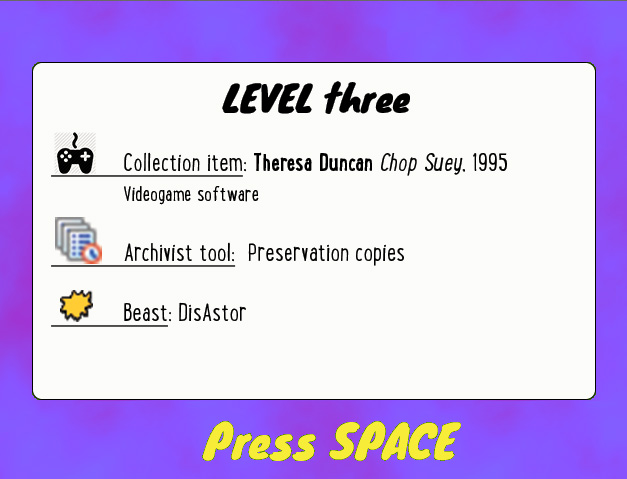 LEVEL three
Collection item: Theresa Duncan Chop Suey, 1995
Videogame software
Archivist tool: Preservation copies
Beast: DisAstor
Press SPACE